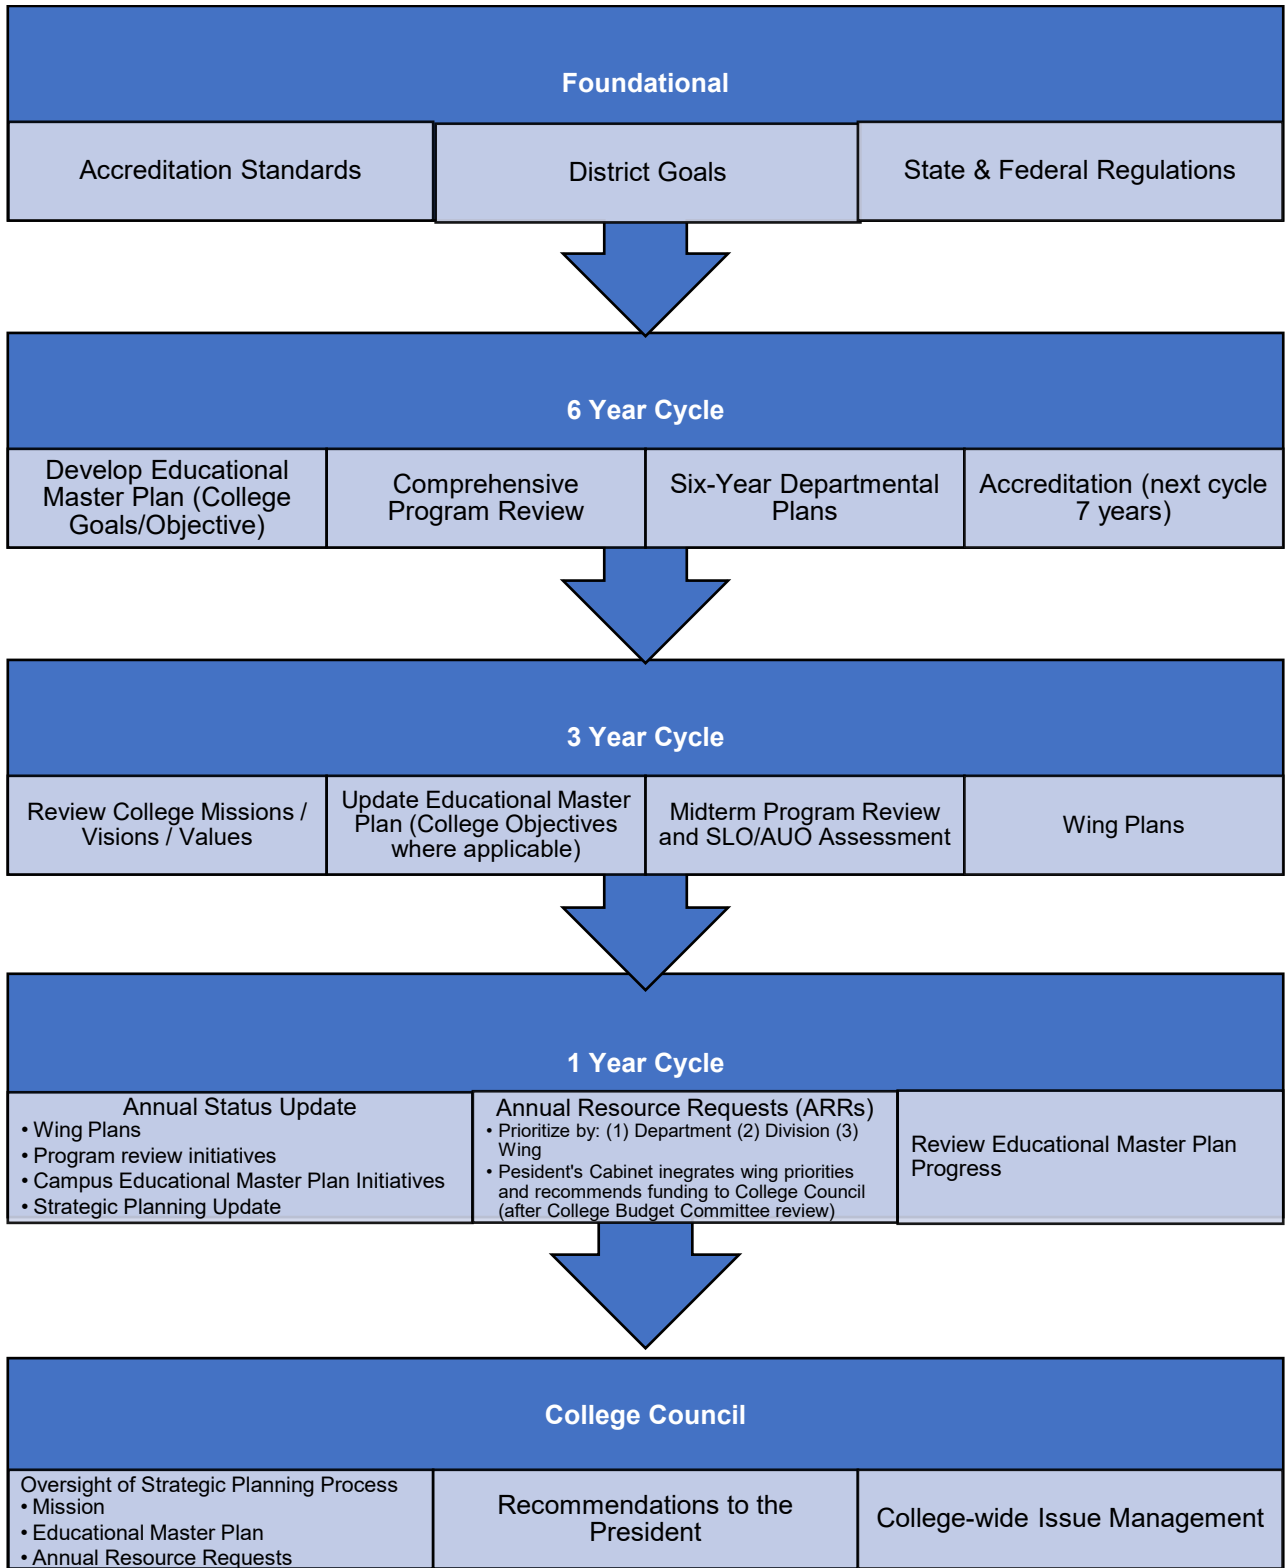 Foundational
Accreditation Standards
District Goals
State & Federal Regulations
6 Year Cycle
Develop Educational
Master Plan (College
Goals/Objective)
Comprehensive
Program Review
Six-Year Departmental
Plans
Accreditation (next cycle
7 years)
3 Year Cycle
Review College Missions /
Visions / Values
Update Educational Master
Plan (College Objectives
where applicable)
Midterm Program Review
and SLO/AUO Assessment
Wing Plans
1 Year Cycle
Annual Status Update
• Wing Plans
• Program review initiatives
• Campus Educational Master Plan Initiatives
• Strategic Planning Update
Annual Resource Requests (ARRs)
• Prioritize by: (1) Department (2) Division (3)
Wing
• Pesident's Cabinet inegrates wing priorities
and recommends funding to College Council
(after College Budget Committee review)
Review Educational Master Plan
Progress
College Council
Oversight of Strategic Planning Process
• Mission
• Educational Master Plan
• Annual Resource Requests
Recommendations to the
President
College-wide Issue Management